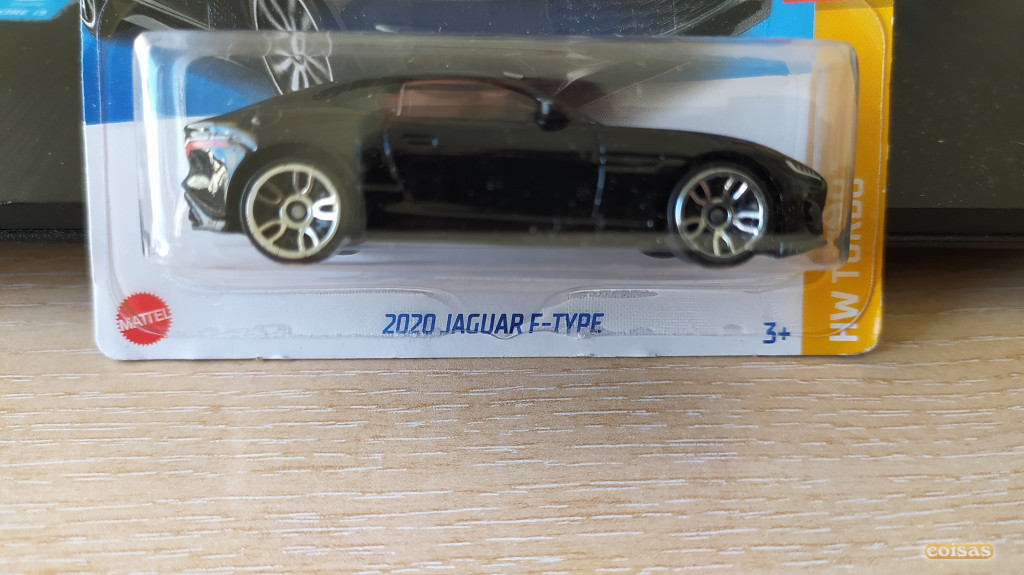 MATTEL
2020 JAGUAR F-TYPE
3+
HW TURBO
coisas